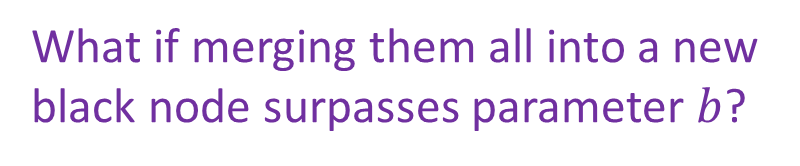 What if merging them all into a new
black node surpasses parameter b?